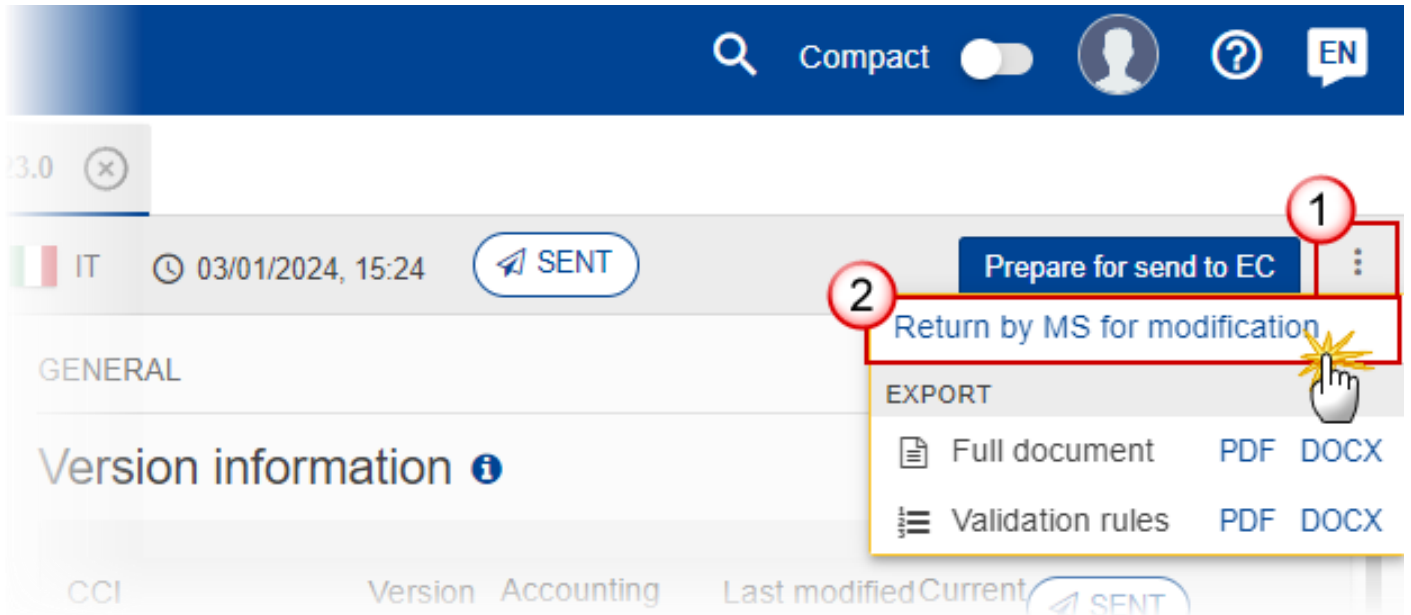 Compact EN
23.0
1
IT 03/01/2024, 15:24 SENT Prepare for send to EC
2
Return by MS for modification
GENERAL
EXPORT
Full document PDF DOCX
Version information
Validation rules PDF DOCX
CCI Version Accounting Last modified Current SENT